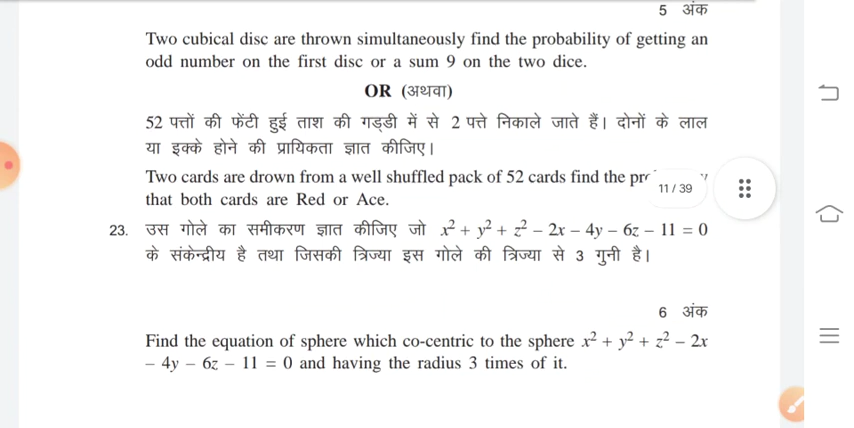 5 अंक
Two cubical disc are thrown simultaneously find the probability of getting an
odd number on the first disc or a sum 9 on the two dice.
OR (अथवा)
52 पत्तों की फेंटी हुई ताश की गड्डी में से 2 पत्ते निकाले जाते हैं। दोनों के लाल
या इक्के होने की प्रायिकता ज्ञात कीजिए।
Two cards are drown from a well shuffled pack of 52 cards find the
11 / 39
that both cards are Red or Ace.
23. उस गोले का समीकरण ज्ञात कीजिए जो x² + y² + z² – 2x – 4y – 6z – 11 = 0
के संकेन्द्रीय है तथा जिसकी त्रिज्या इस गोले की त्रिज्या से 3 गुनी है।
6 अंक
Find the equation of sphere which co-centric to the sphere x² + y² + z² – 2x
– 4y – 6z – 11 = 0 and having the radius 3 times of it.